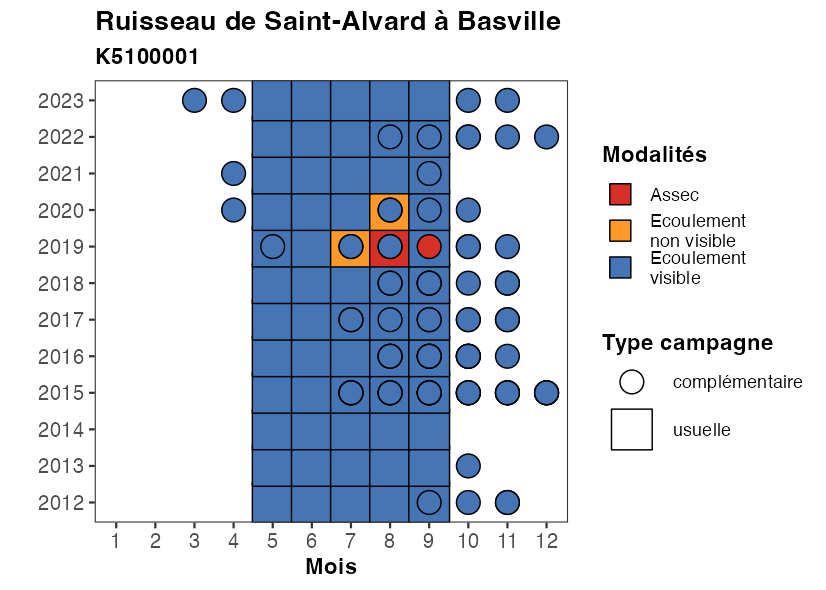 Ruisseau de Saint-Alvard à Basville
K5100001
2023
2022
2021
2020
2019
2018
2017
2016
2015
2014
2013
2012
1 2 3 4 5 6 7 8 9 10 11 12
Mois
Modalités
Assec
Ecoulement
non visible
Ecoulement
visible
Type campagne
complémentaire
usuelle